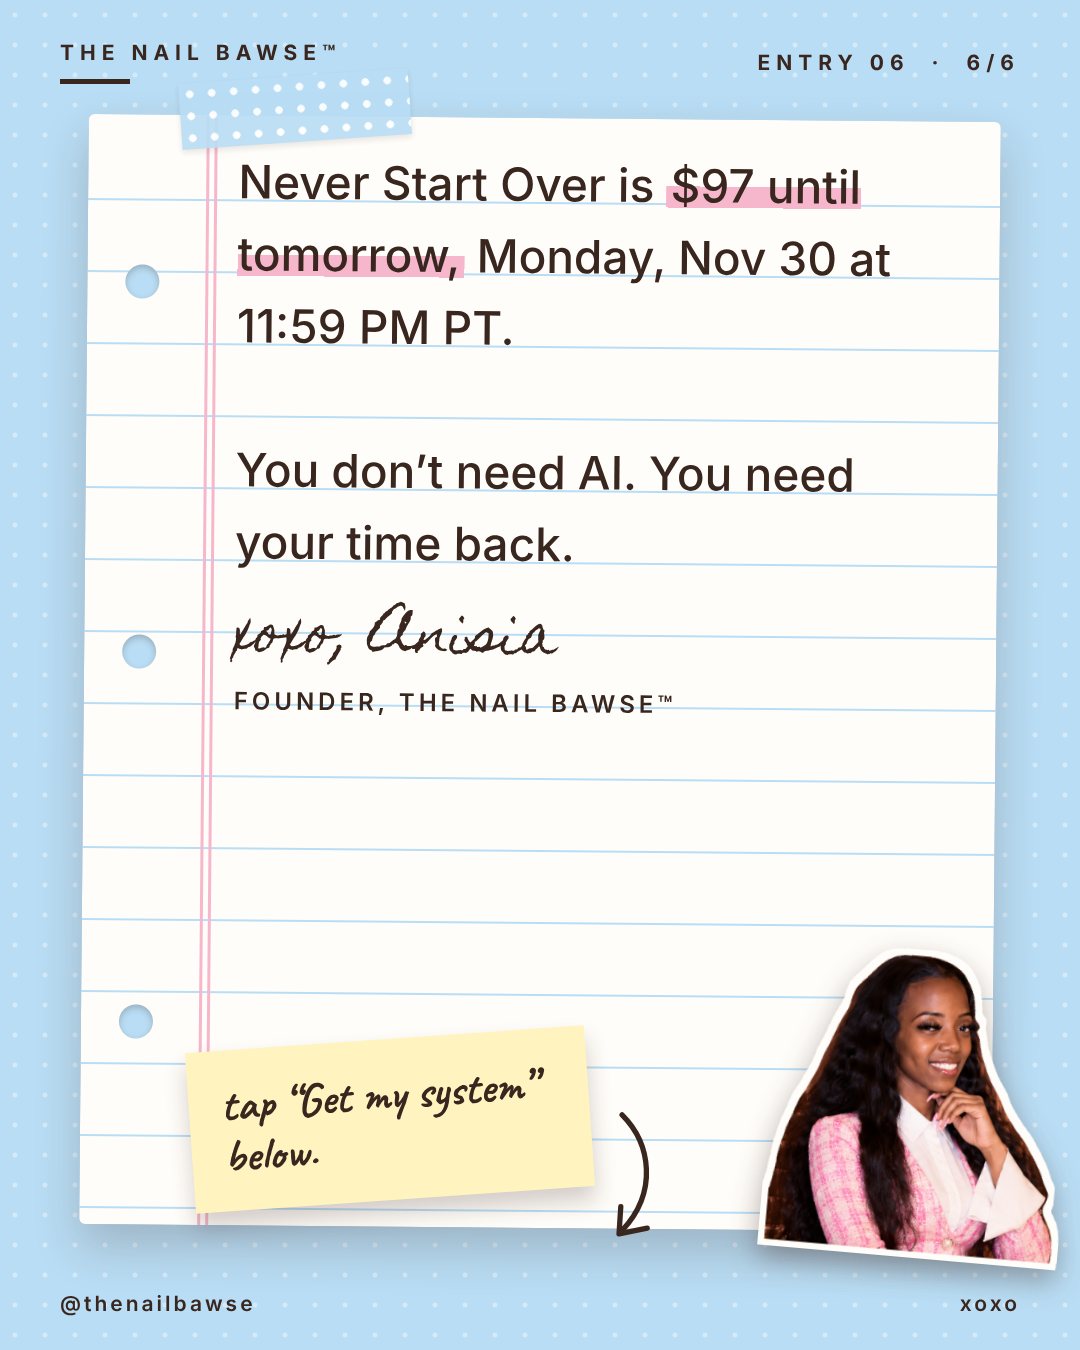 THE NAIL BAWSE™
ENTRY 06 · 6/6
Never Start Over is $97 until
tomorrow, Monday, Nov 30 at
11:59 PM PT.
You don’t need AI. You need
your time back.
xoxo, Anisia
FOUNDER, THE NAIL BAWSE™
tap “Get my system”
below.
@thenailbawse
xoxo